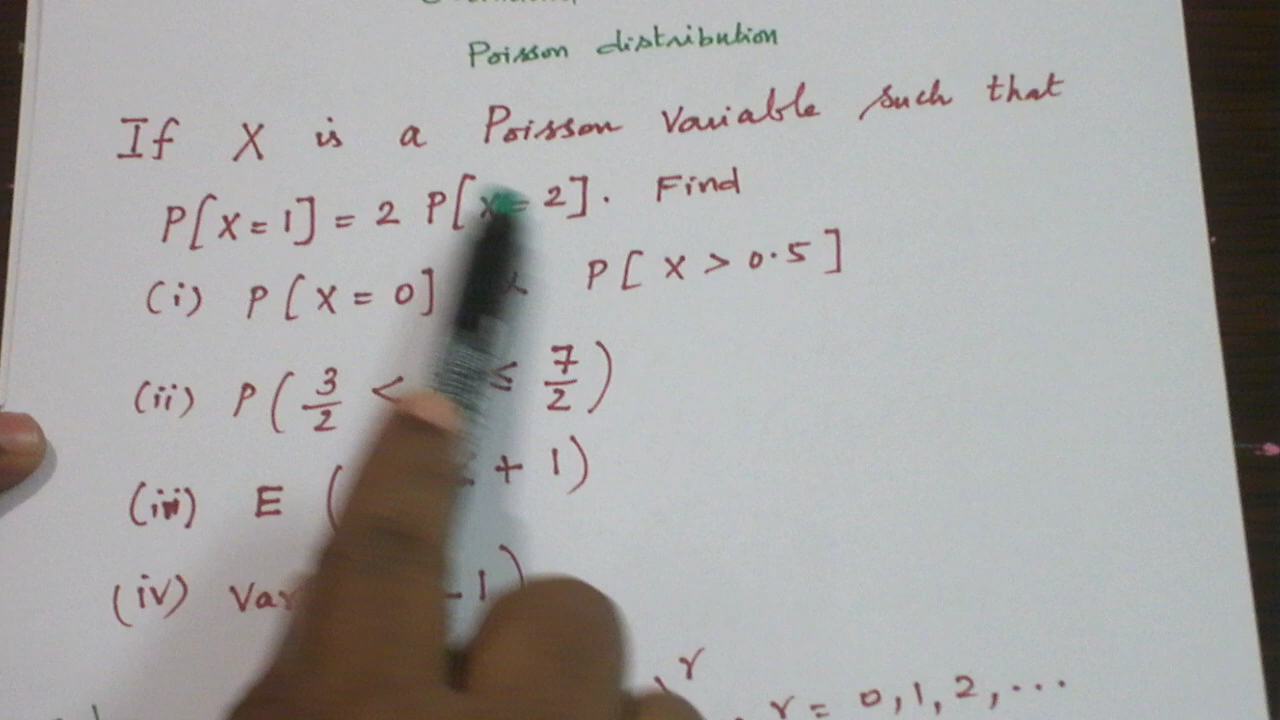 Poisson distribution
If X is a Poisson Variable such that
P[X=1] = 2 P[X=2]. Find
(i) P[X=0] P[X > 0.5]
(ii) P(3/2 < ≤ 7/2)
(iii) E ( + 1)
(iv) Var - 1)
r
r = 0, 1, 2, ...